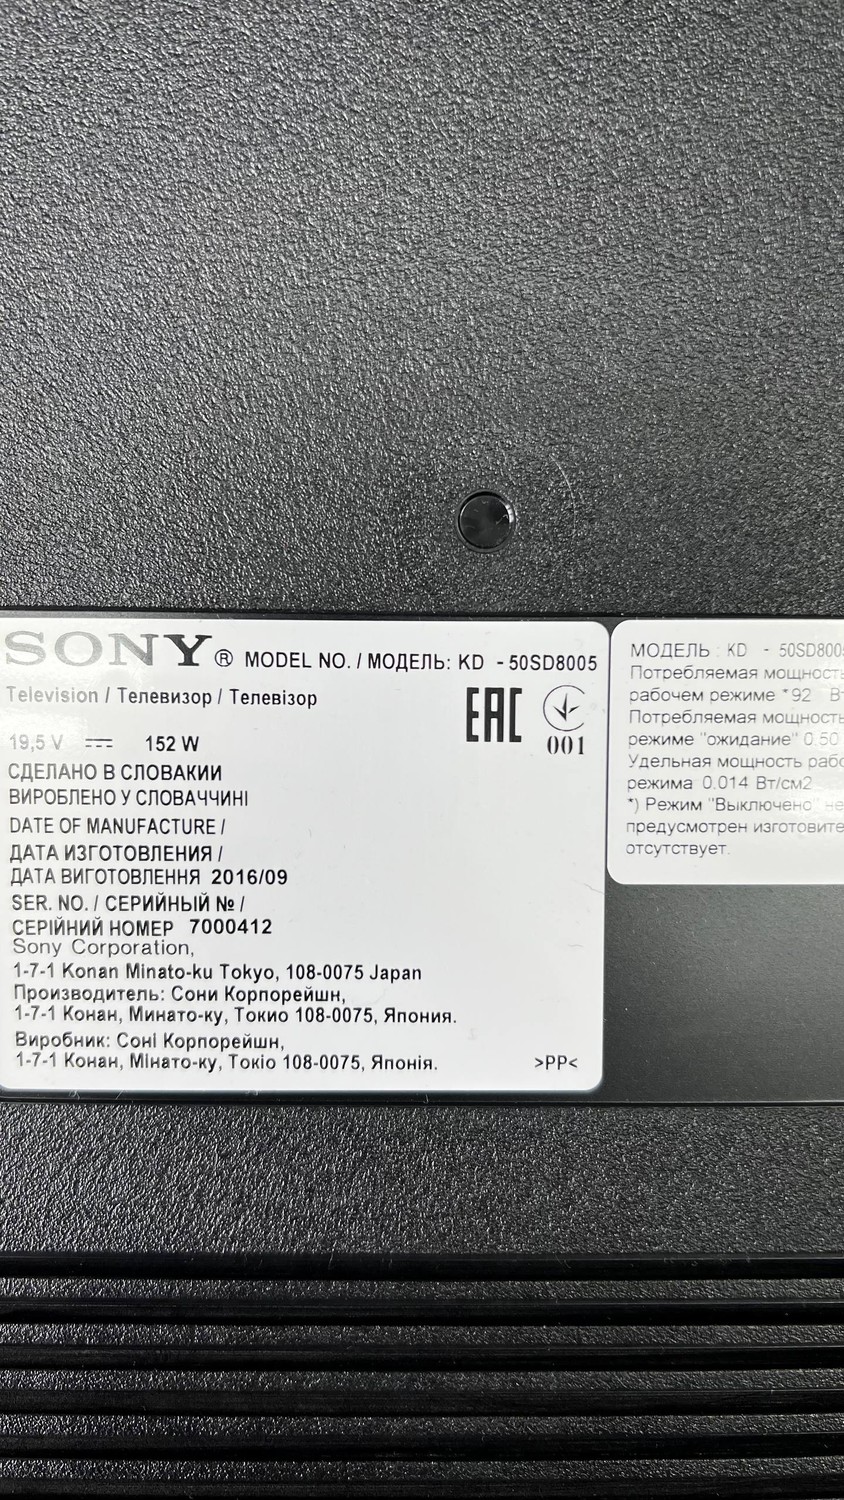 SONY® MODEL NO. / МОДЕЛЬ: KD - 50SD8005
Television / Телевизор / Телевізор
EAC
001
19,5 V ⎓ 152 W
СДЕЛАНО В СЛОВАКИИ
ВИРОБЛЕНО У СЛОВАЧЧИНІ
DATE OF MANUFACTURE /
ДАТА ИЗГОТОВЛЕНИЯ /
ДАТА ВИГОТОВЛЕННЯ 2016/09
SER. NO. / СЕРИЙНЫЙ № /
СЕРІЙНИЙ НОМЕР 7000412
Sony Corporation,
1-7-1 Konan Minato-ku Tokyo, 108-0075 Japan
Производитель: Сони Корпорейшн,
1-7-1 Конан, Минато-ку, Токио 108-0075, Япония.
Виробник: Соні Корпорейшн,
1-7-1 Конан, Мінато-ку, Токіо 108-0075, Японія.
>PP<
МОДЕЛЬ : KD - 50SD8005
Потребляемая мощность
рабочем режиме *92 Вт
Потребляемая мощность
режиме "ожидание" 0.50
Удельная мощность рабо
режима 0.014 Вт/см2
*) Режим "Выключено" не
предусмотрен изготовите
отсутствует.